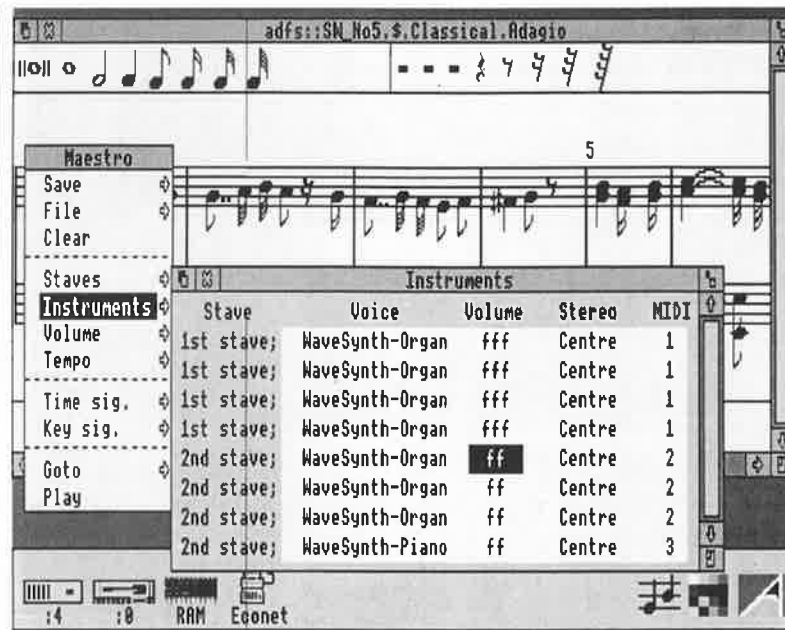 adfs::SN_No5.$.Classical.Adagio
5
Maestro
Save
File
Clear
Staves
Instruments
Volume
Tempo
Time sig.
Key sig.
Goto
Play
Instruments
Stave Voice Volume Stereo MIDI
1st stave; WaveSynth-Organ fff Centre 1
1st stave; WaveSynth-Organ fff Centre 1
1st stave; WaveSynth-Organ fff Centre 1
1st stave; WaveSynth-Organ fff Centre 1
2nd stave; WaveSynth-Organ ff Centre 2
2nd stave; WaveSynth-Organ ff Centre 2
2nd stave; WaveSynth-Organ ff Centre 2
2nd stave; WaveSynth-Piano ff Centre 3
:4 :0 RAM Econet